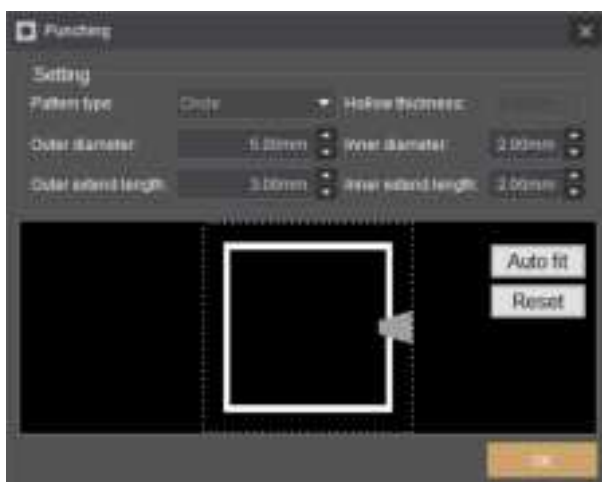 Punching
Setting
Pattern type: Circle Hollow thickness:
Outer diameter: 5.00mm Inner diameter: 2.00mm
Outer extend length: 3.00mm Inner extend length: 2.00mm
Auto fit
Reset